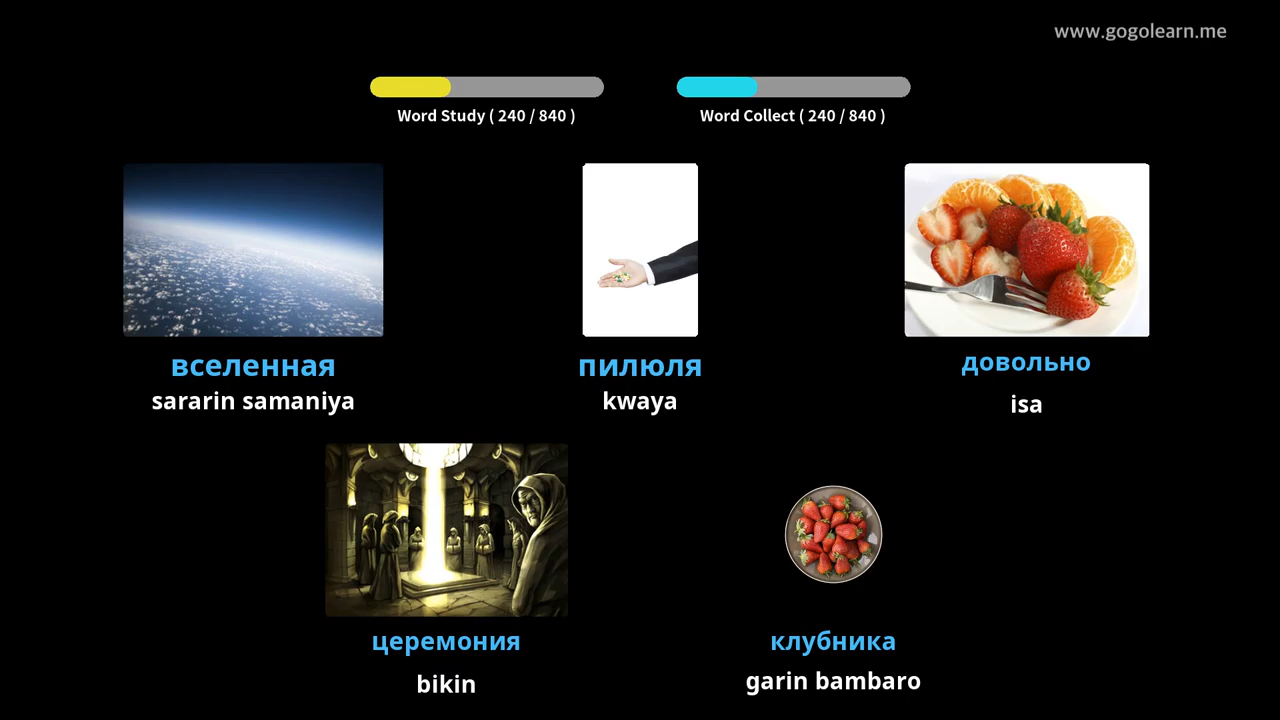 www.gogolearn.me
Word Study ( 240 / 840 )
Word Collect ( 240 / 840 )
вселенная
sararin samaniya
пилюля
kwaya
довольно
isa
церемония
bikin
клубника
garin bambaro